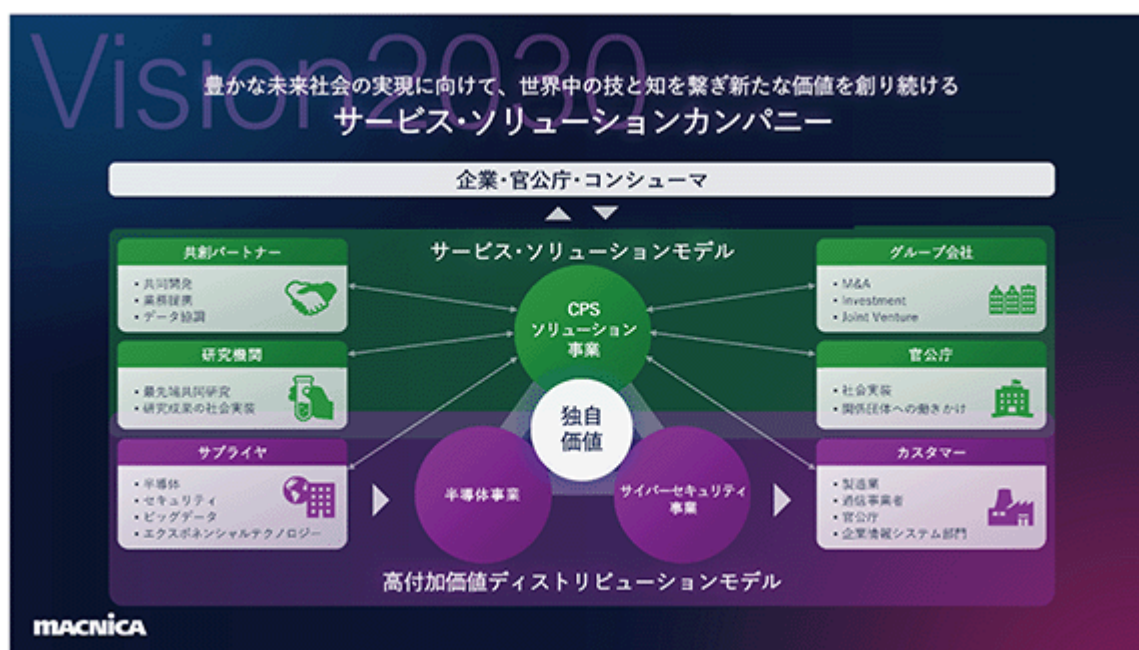 Vision2030
豊かな未来社会の実現に向けて、世界中の技と知を繋ぎ新たな価値を創り続ける
サービス・ソリューションカンパニー
企業・官公庁・コンシューマ
サービス・ソリューションモデル
共創パートナー
• 共同開発
• 業務提携
• データ協調
研究機関
• 最先端共同研究
• 研究成果の社会実装
サプライヤ
• 半導体
• セキュリティ
• ビッグデータ
• エクスポネンシャルテクノロジー
CPS
ソリューション
事業
独自
価値
半導体事業
サイバーセキュリティ
事業
グループ会社
• M&A
• Investment
• Joint Venture
官公庁
• 社会実装
• 関係団体への働きかけ
カスタマー
• 製造業
• 通信事業者
• 官公庁
• 企業情報システム部門
高付加価値ディストリビューションモデル
MACNICA